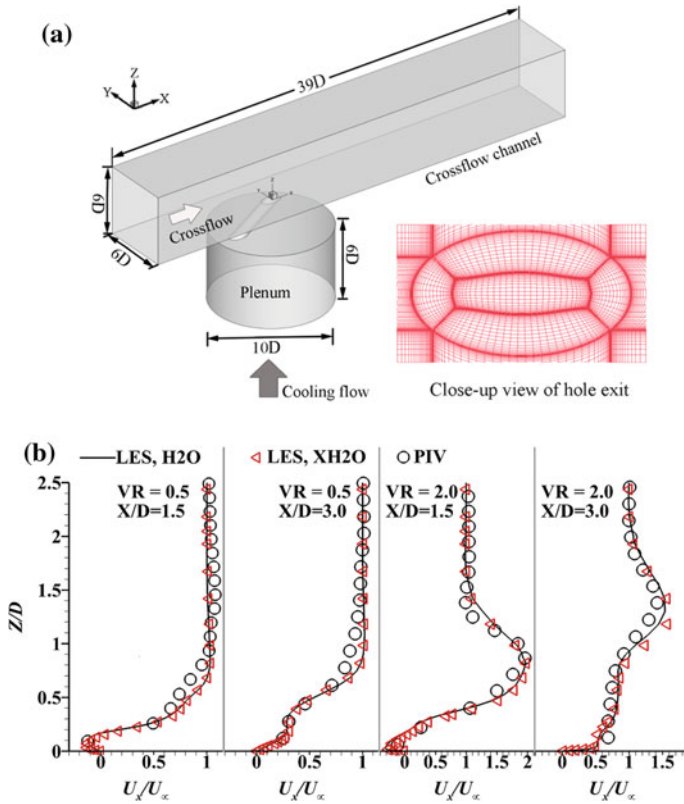 (a)
Z
Y
X
39D
6D
6D
Crossflow
Crossflow channel
Plenum
6D
10D
Cooling flow
Close-up view of hole exit
(b)
LES, H2O
LES, XH2O
PIV
2.5
2
1.5
1
0.5
0
Z/D
VR = 0.5
X/D=1.5
VR = 0.5
X/D=3.0
VR = 2.0
X/D=1.5
VR = 2.0
X/D=3.0
0 0.5 1
0 0.5 1
0 0.5 1 1.5 2
0 0.5 1 1.5
Uₓ/U∞
Uₓ/U∞
Uₓ/U∞
Uₓ/U∞